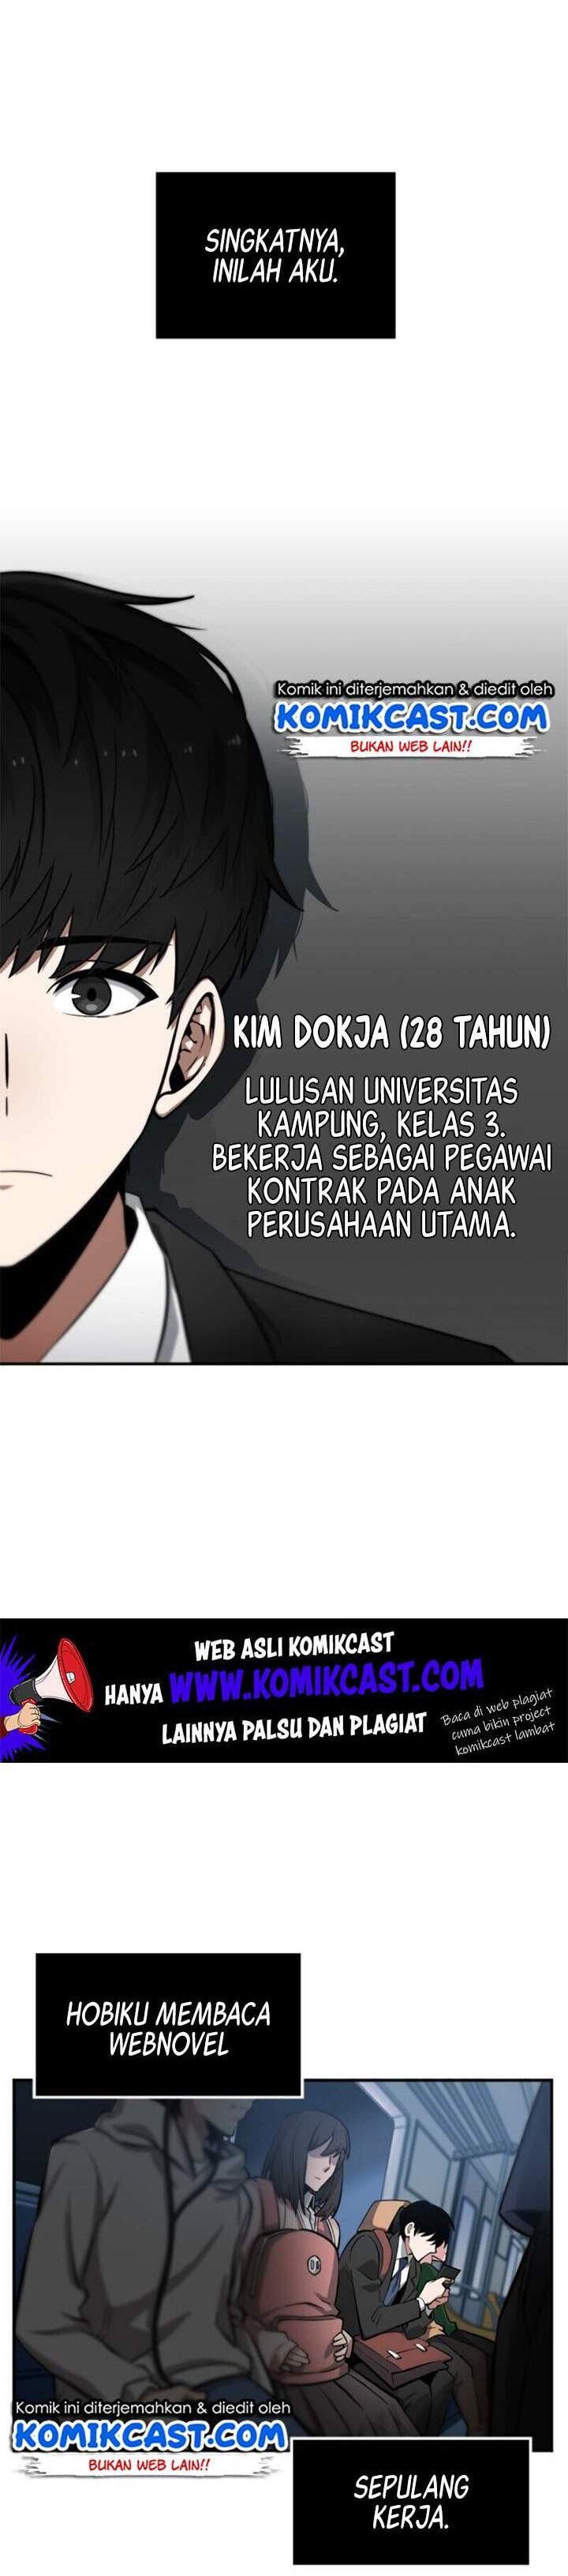 SINGKATNYA,
INILAH AKU.
Komik ini diterjemahkan & diedit oleh
KOMIKCAST.COM
BUKAN WEB LAIN!!
KIM DOKJA (28 TAHUN)
LULUSAN UNIVERSITAS
KAMPUNG, KELAS 3.
BEKERJA SEBAGAI PEGAWAI
KONTRAK PADA ANAK
PERUSAHAAN UTAMA.
WEB ASLI KOMIKCAST
HANYA WWW.KOMIKCAST.COM
LAINNYA PALSU DAN PLAGIAT
Baca di web plagiat
cuma bikin project
komikcast lambat
HOBIKU MEMBACA
WEBNOVEL
Komik ini diterjemahkan & diedit oleh
KOMIKCAST.COM
BUKAN WEB LAIN!!
SEPULANG
KERJA.